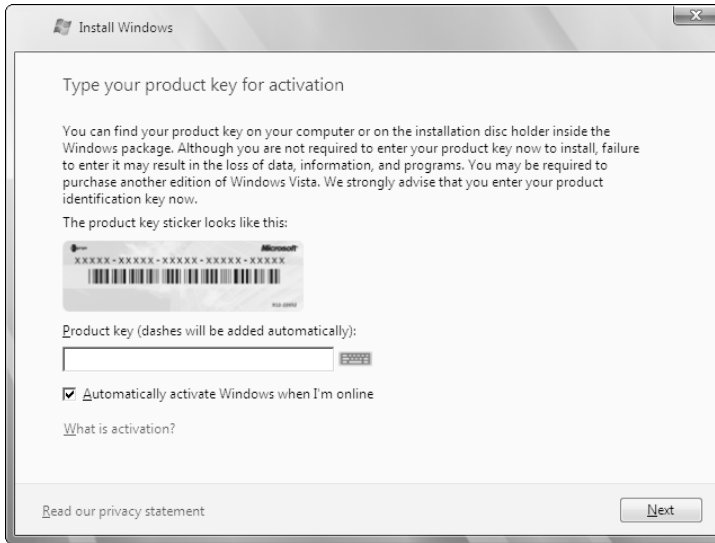 Install Windows
Type your product key for activation
You can find your product key on your computer or on the installation disc holder inside the
Windows package. Although you are not required to enter your product key now to install, failure
to enter it may result in the loss of data, information, and programs. You may be required to
purchase another edition of Windows Vista. We strongly advise that you enter your product
identification key now.
The product key sticker looks like this:
Microsoft
XXXXX-XXXXX-XXXXX-XXXXX-XXXXX
Product key (dashes will be added automatically):
Automatically activate Windows when I'm online
What is activation?
Read our privacy statement
Next